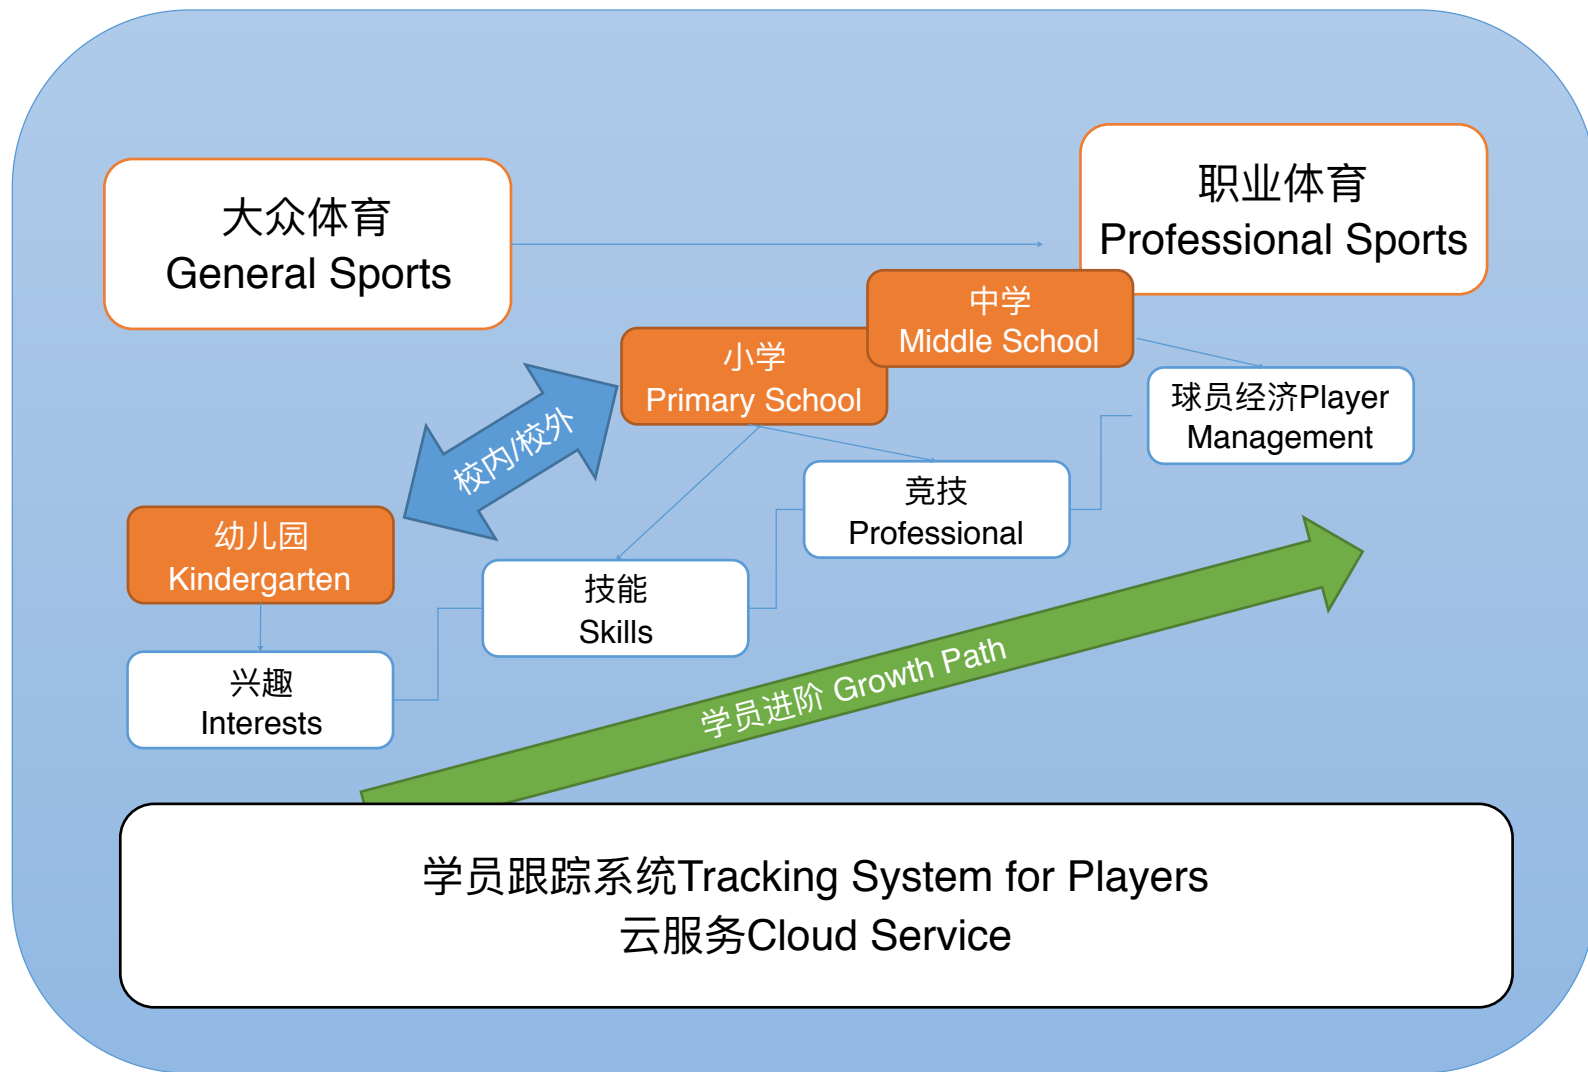 大众体育
General Sports
职业体育
Professional Sports
中学
Middle School
小学
Primary School
球员经济Player
Management
校内/校外
竞技
Professional
幼儿园
Kindergarten
技能
Skills
兴趣
Interests
学员进阶 Growth Path
学员跟踪系统Tracking System for Players
云服务Cloud Service